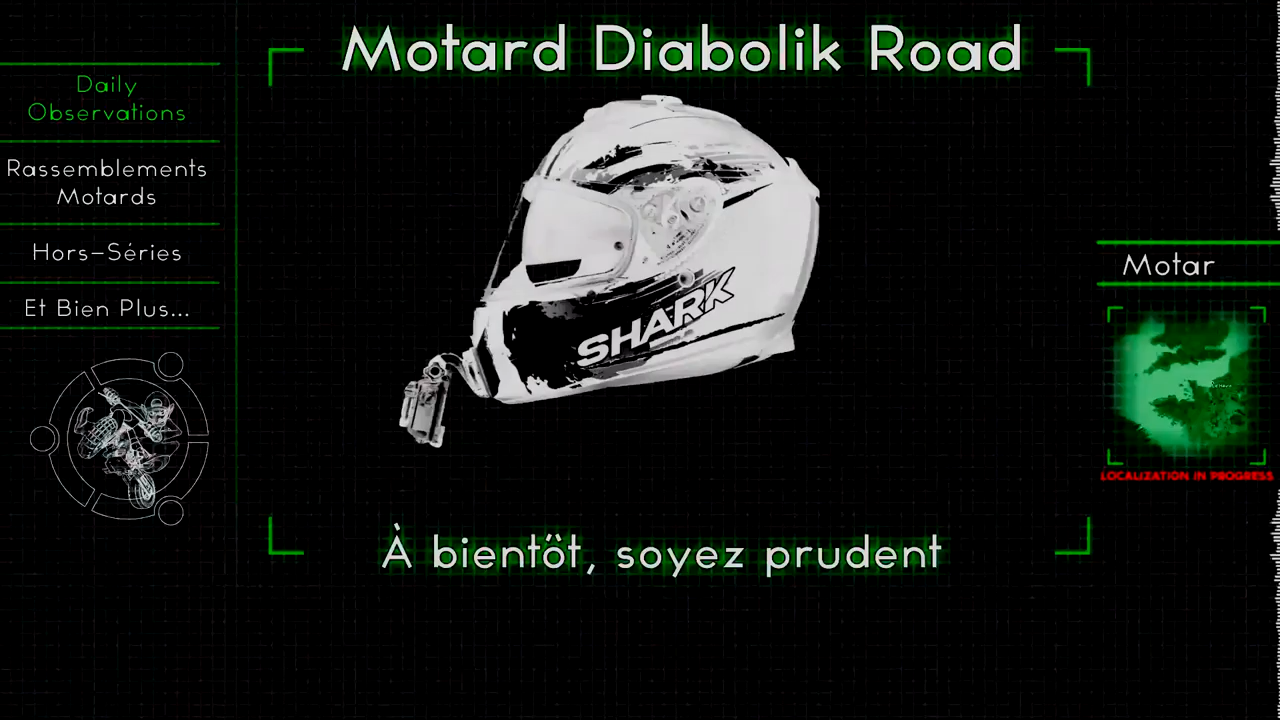 Motard Diabolik Road
Daily
Observations
Rassemblements
Motards
Hors-Séries
Et Bien Plus...
SHARK
Motar
LOCALIZATION IN PROGRESS
À bientôt, soyez prudent